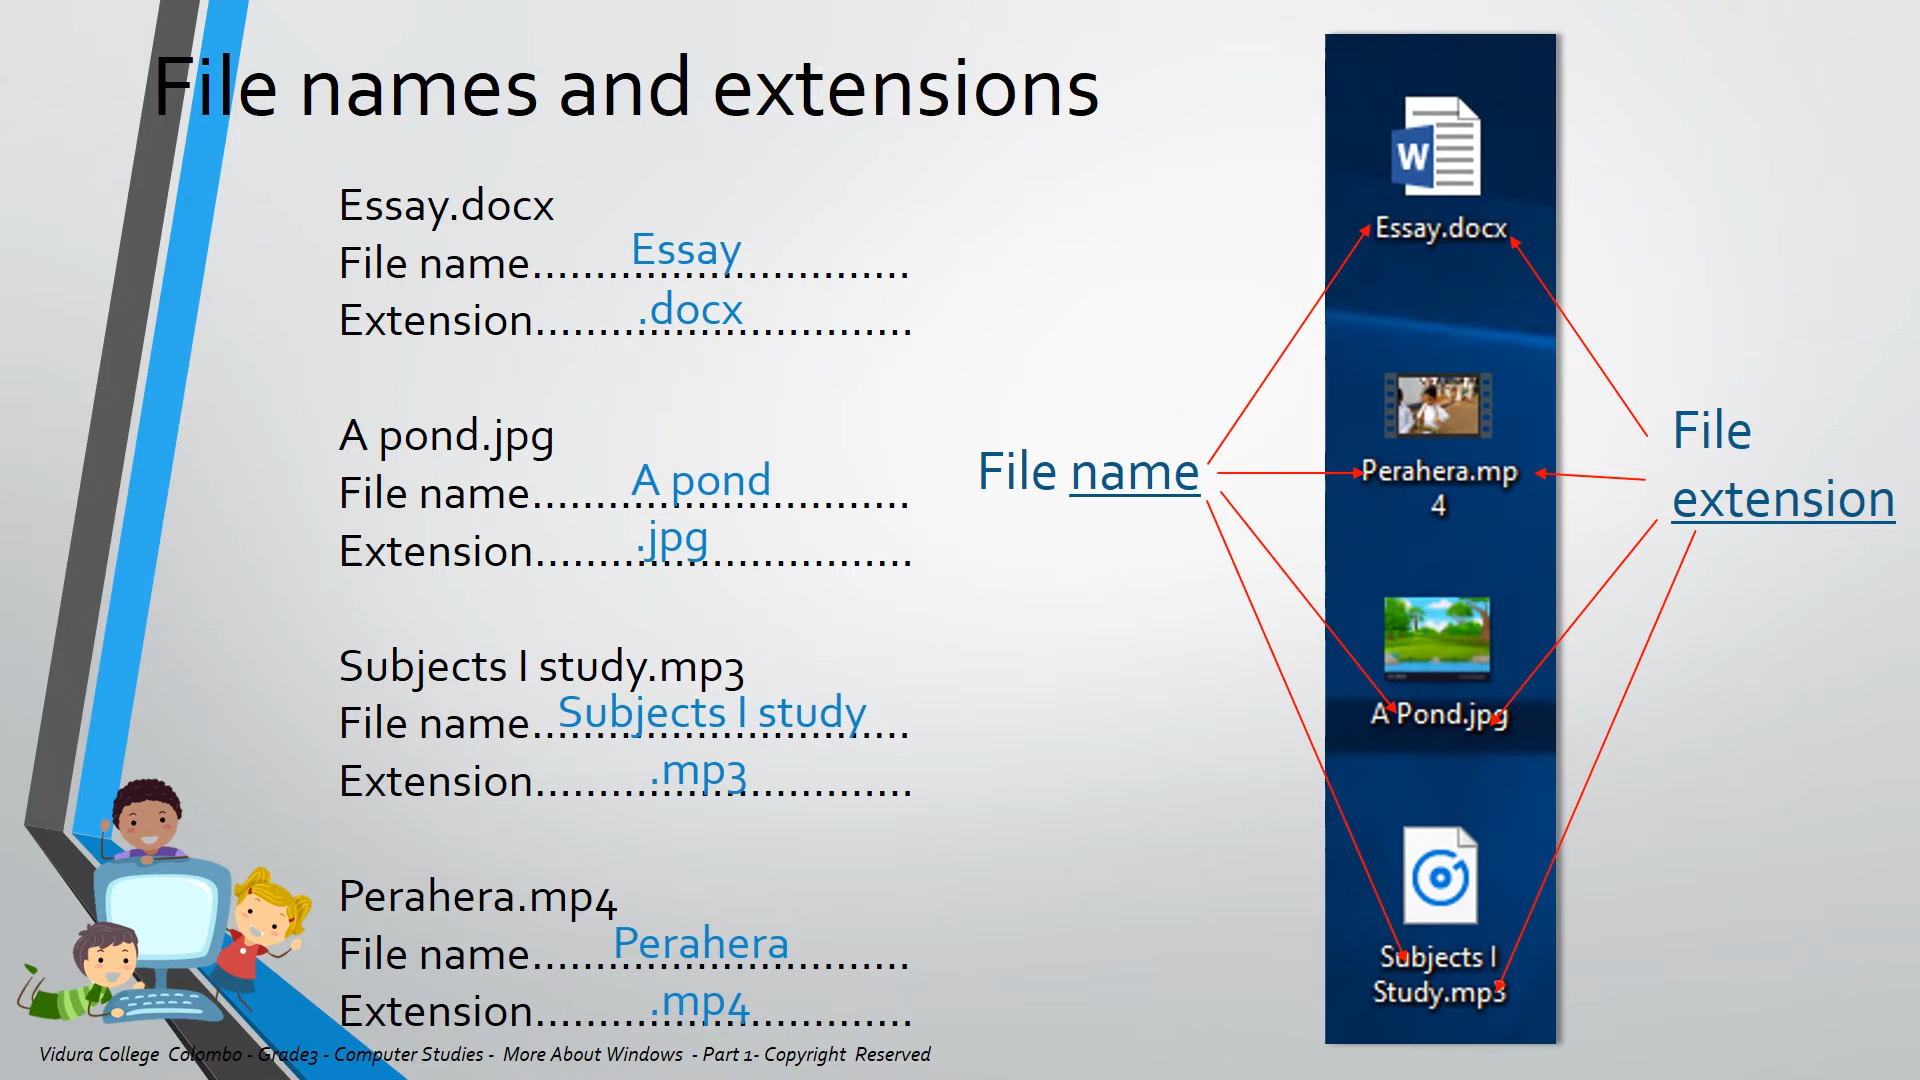 File names and extensions
Essay.docx
File name.............................. Essay
Extension.............................. .docx
A pond.jpg
File name.............................. A pond
Extension.............................. .jpg
Subjects I study.mp3
File name.............................. Subjects I study
Extension.............................. .mp3
Perahera.mp4
File name.............................. Perahera
Extension.............................. .mp4
File name
Essay.docx
Perahera.mp
4
A Pond.jpg
Subjects I
Study.mp3
W
File
extension
Vidura College Colombo - Grade3 - Computer Studies - More About Windows - Part 1- Copyright Reserved